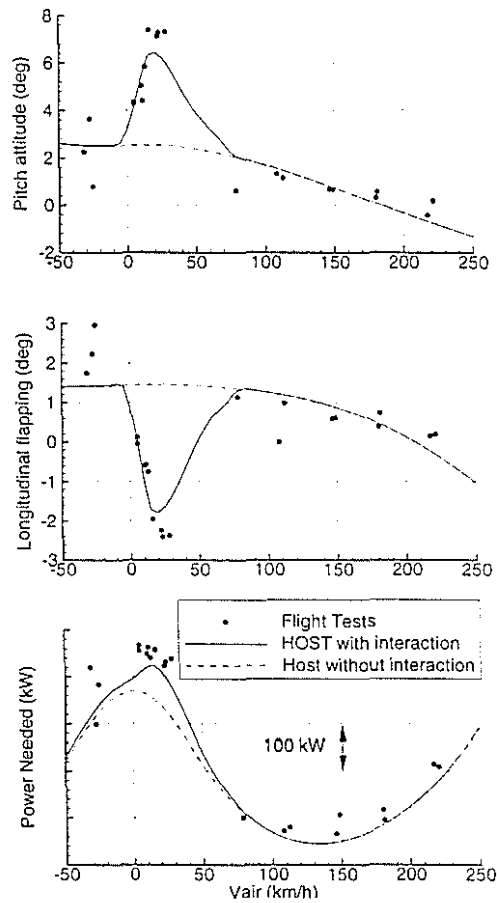 Pitch attitude (deg)
8
6
4
2
0
-2
-50 0 50 100 150 200 250
Longitudinal flapping (deg)
3
2
1
0
-1
-2
-3
-50 0 50 100 150 200 250
Flight Tests
HOST with interaction
Host without interaction
Power Needed (kW)
100 kW
-50 0 50 100 150 200 250
Vair (km/h)